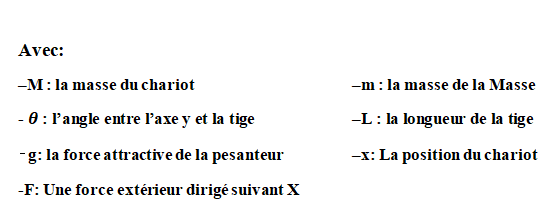 Avec:
–M : la masse du chariot –m : la masse de la Masse
- θ : l’angle entre l’axe y et la tige –L : la longueur de la tige
-g: la force attractive de la pesanteur –x: La position du chariot
-F: Une force extérieur dirigé suivant X